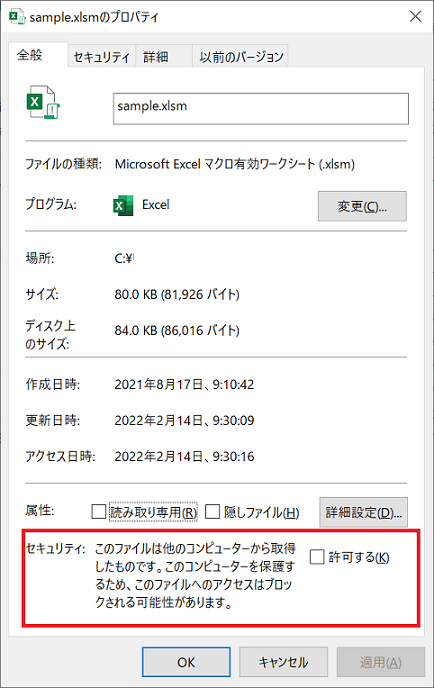 sample.xlsmのプロパティ
全般 セキュリティ 詳細 以前のバージョン
sample.xlsm
ファイルの種類: Microsoft Excel マクロ有効ワークシート (.xlsm)
プログラム: Excel 変更(C)...
場所: C:¥
サイズ: 80.0 KB (81,926 バイト)
ディスク上
のサイズ: 84.0 KB (86,016 バイト)
作成日時: 2021年8月17日、9:10:42
更新日時: 2022年2月14日、9:30:09
アクセス日時: 2022年2月14日、9:30:16
属性: 読み取り専用(R) 隠しファイル(H) 詳細設定(D)...
セキュリティ: このファイルは他のコンピューターから取得 許可する(K)
したものです。このコンピューターを保護す
るため、このファイルへのアクセスはブロッ
クされる可能性があります。
OK キャンセル 適用(A)